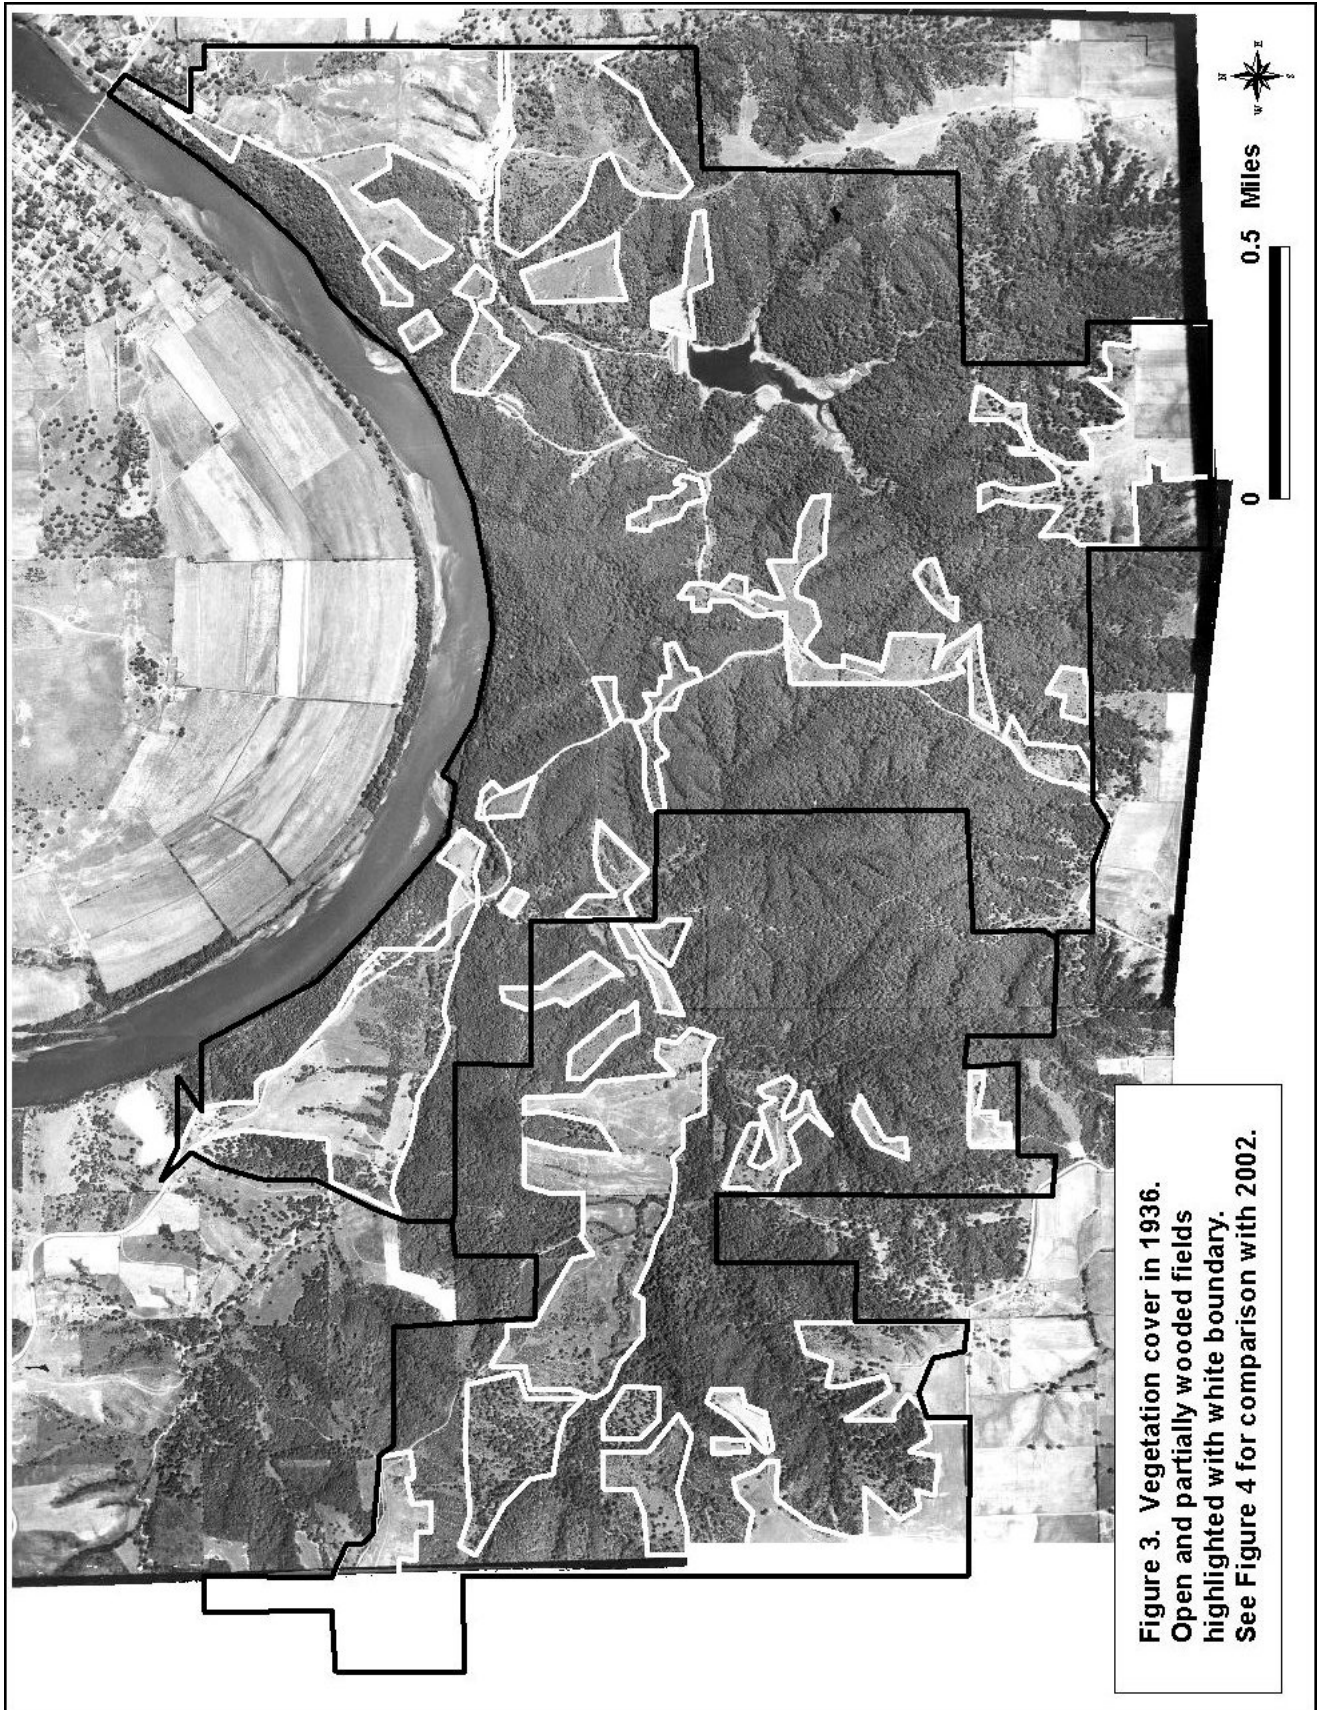 Figure 3. Vegetation cover in 1936.
Open and partially wooded fields
highlighted with white boundary.
See Figure 4 for comparison with 2002.
0 0.5 Miles
N
W E
S